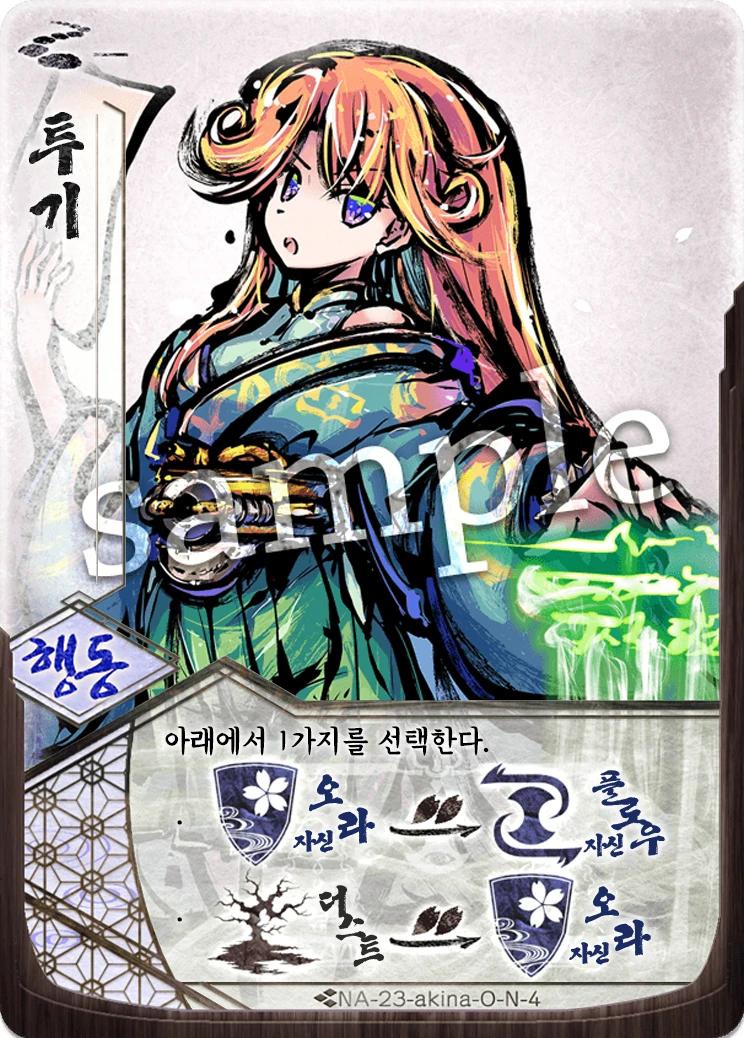 투기
sample
행동
아래에서 1가지를 선택한다.
· 자신 오라 자신 플로우
· 더스트 자신 오라
NA-23-akina-O-N-4